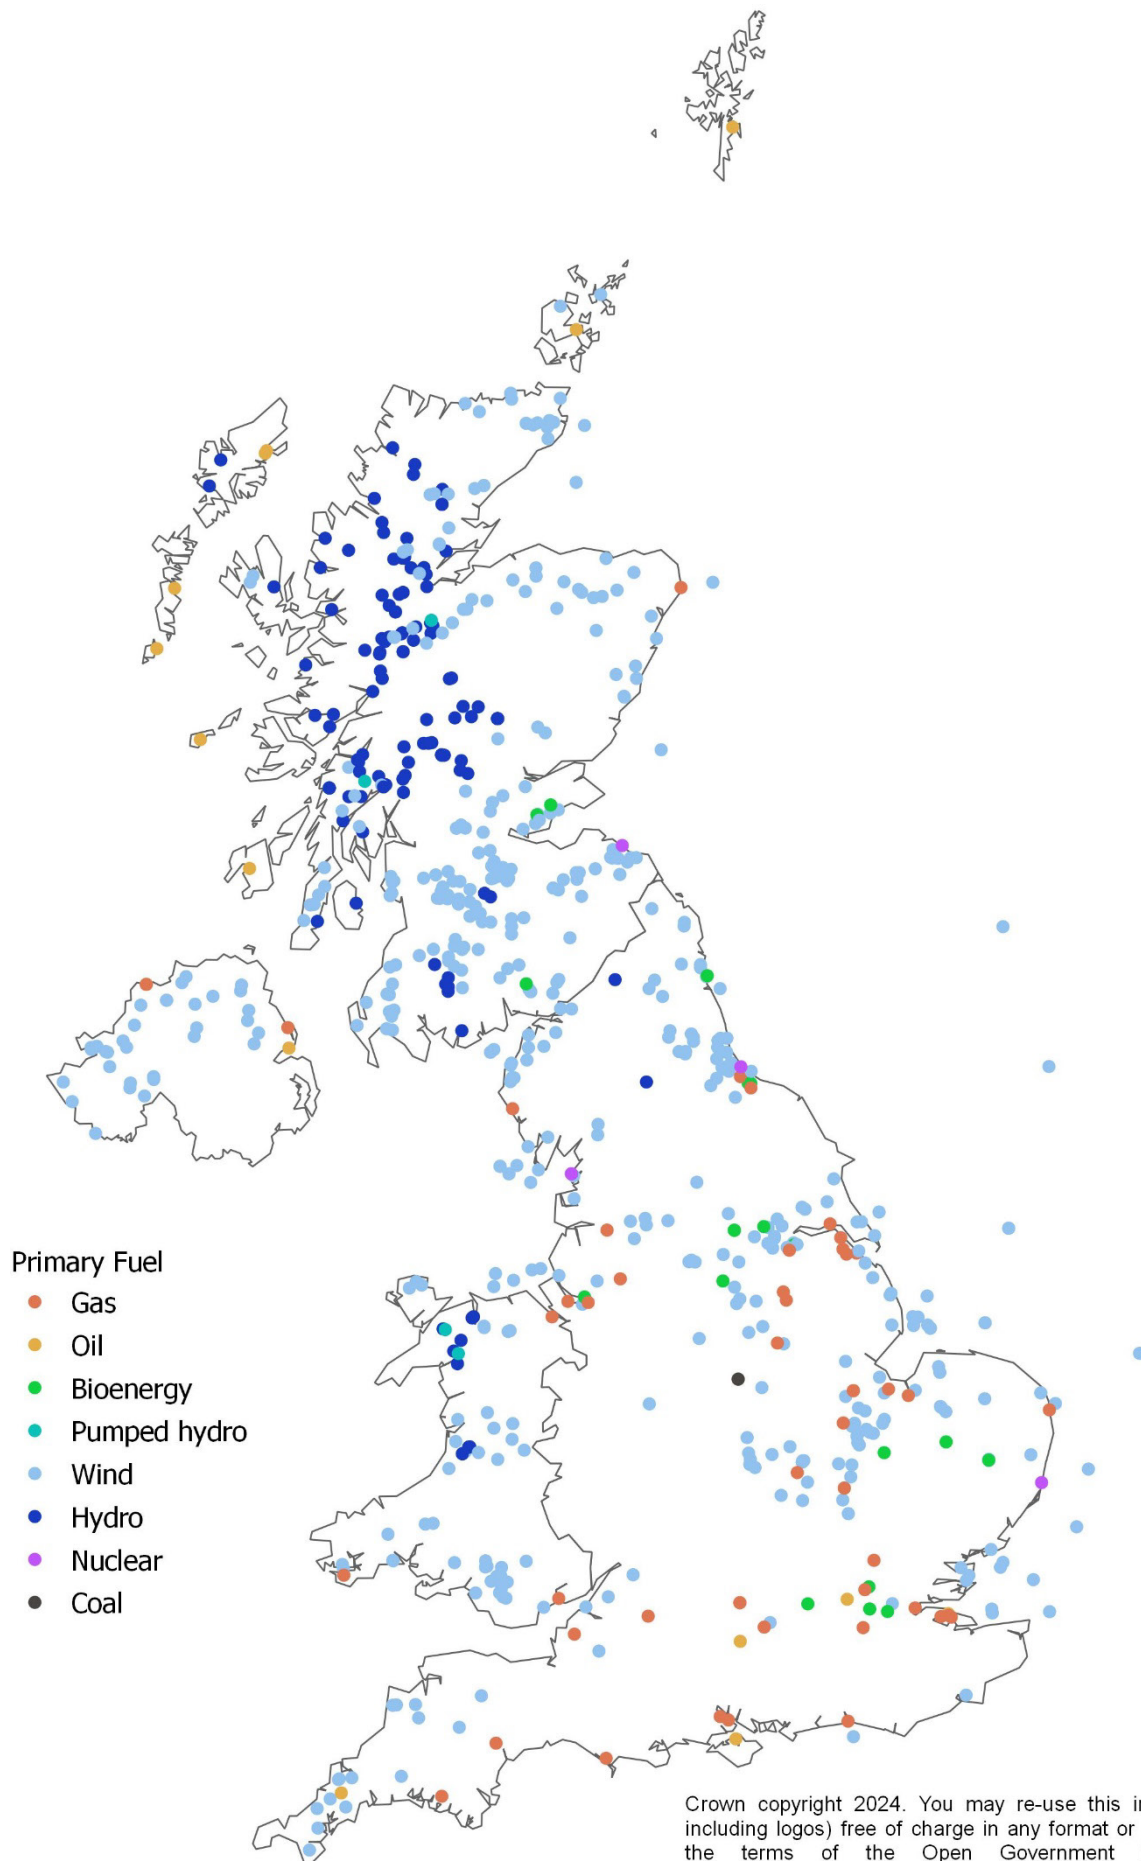 Primary Fuel
Gas
Oil
Bioenergy
Pumped hydro
Wind
Hydro
Nuclear
Coal
Crown copyright 2024. You may re-use this
including logos) free of charge in any format or
the terms of the Open Government